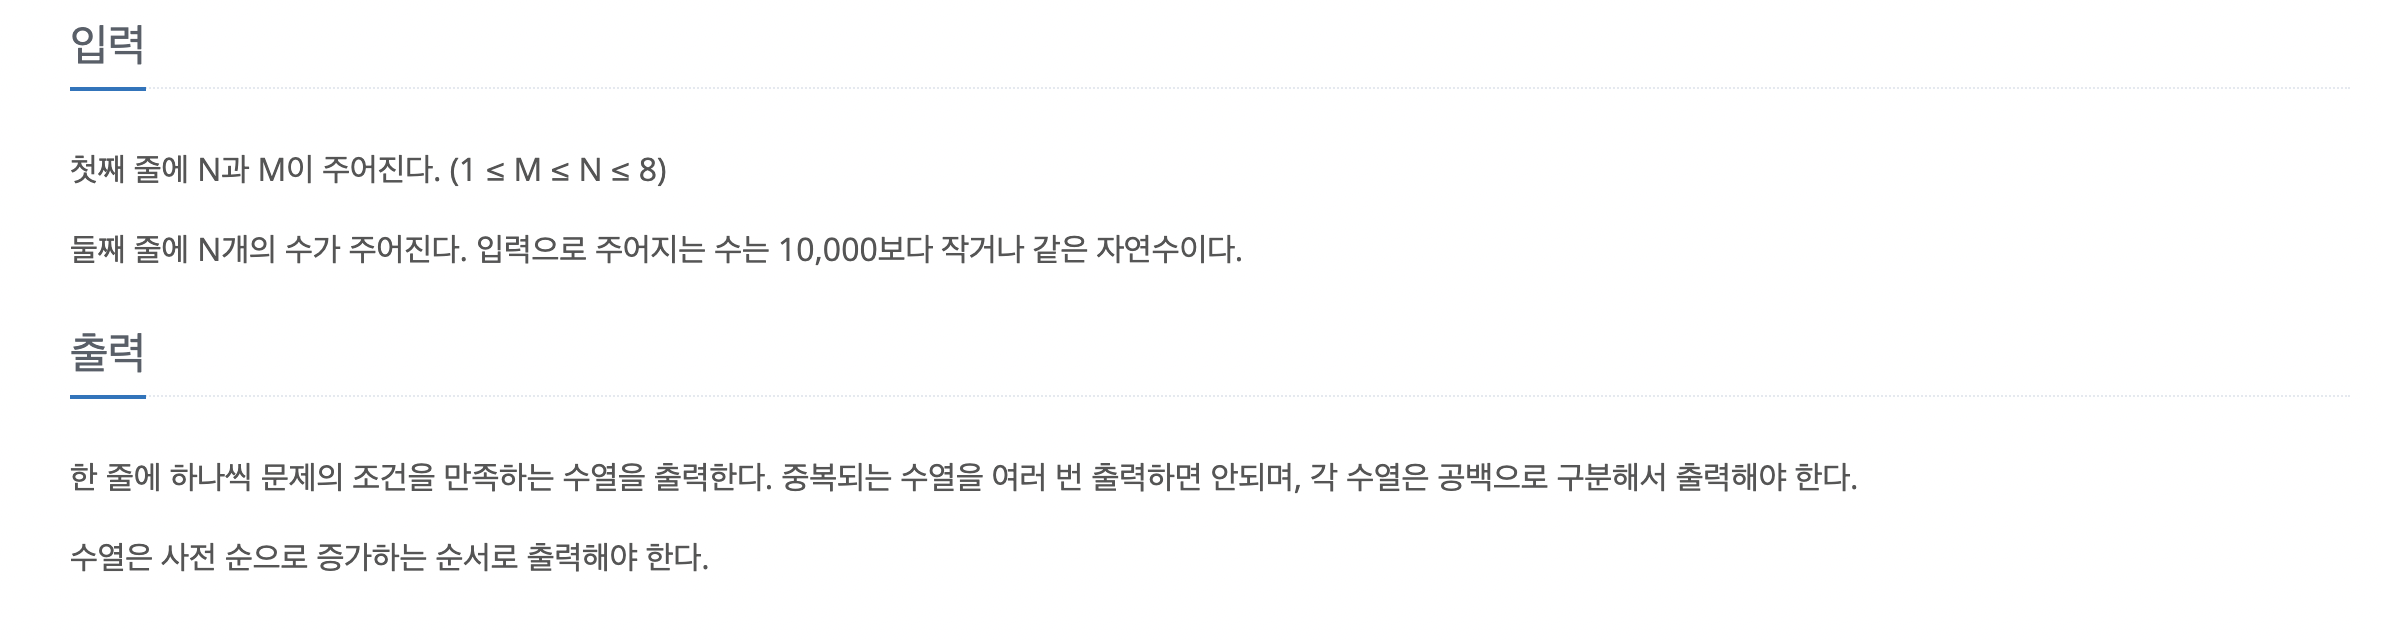 입력
첫째 줄에 N과 M이 주어진다. (1 ≤ M ≤ N ≤ 8)
둘째 줄에 N개의 수가 주어진다. 입력으로 주어지는 수는 10,000보다 작거나 같은 자연수이다.
출력
한 줄에 하나씩 문제의 조건을 만족하는 수열을 출력한다. 중복되는 수열을 여러 번 출력하면 안되며, 각 수열은 공백으로 구분해서 출력해야 한다.
수열은 사전 순으로 증가하는 순서로 출력해야 한다.